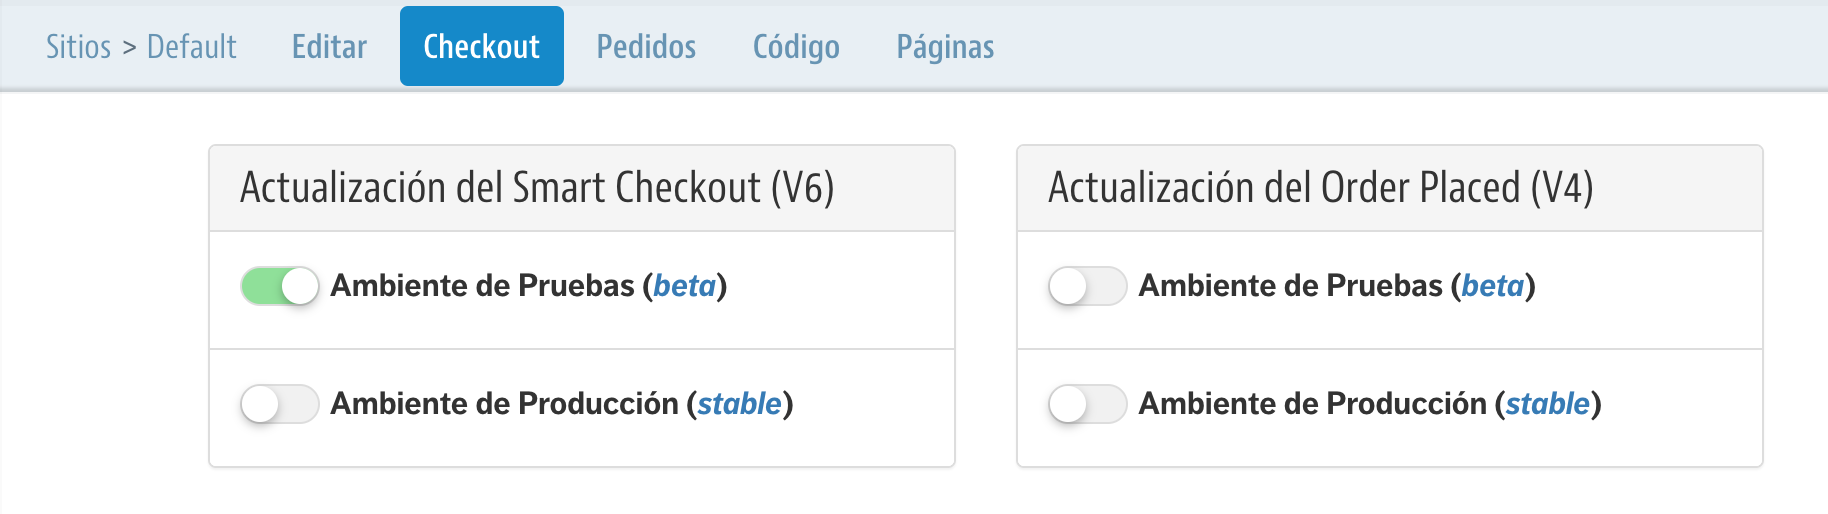 Sitios > Default Editar Checkout Pedidos Código Páginas
Actualización del Smart Checkout (V6)
Ambiente de Pruebas (beta)
Ambiente de Producción (stable)
Actualización del Order Placed (V4)
Ambiente de Pruebas (beta)
Ambiente de Producción (stable)